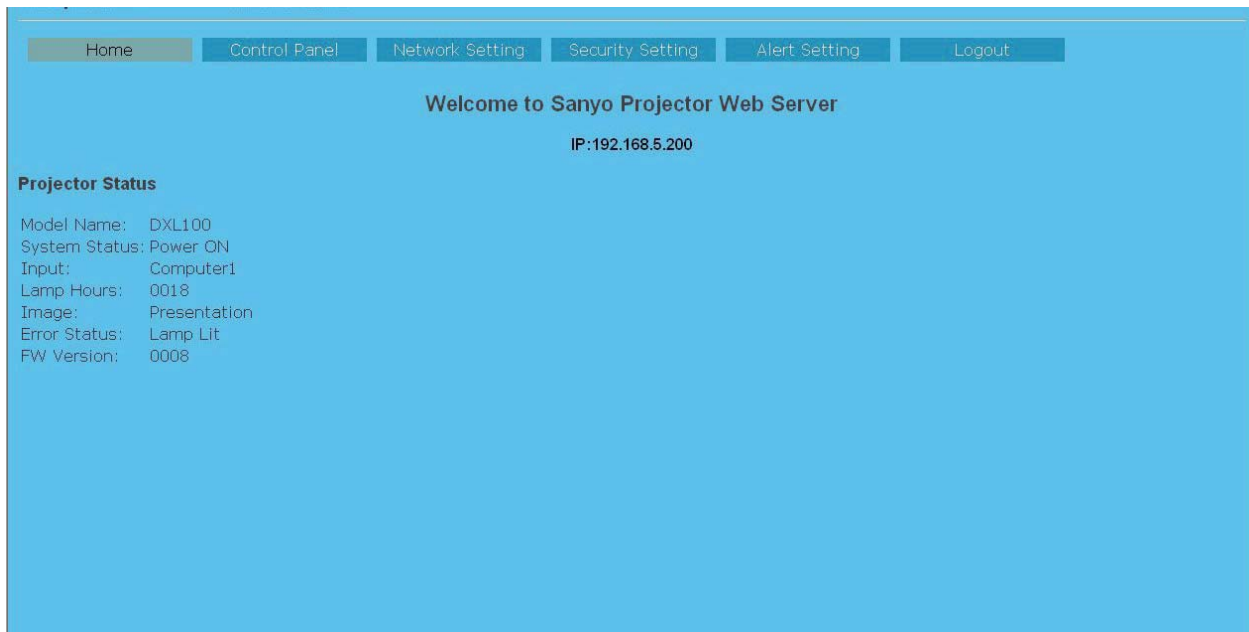 Home Control Panel Network Setting Security Setting Alert Setting Logout
Welcome to Sanyo Projector Web Server
IP:192.168.5.200
Projector Status
Model Name: DXL100
System Status: Power ON
Input: Computer1
Lamp Hours: 0018
Image: Presentation
Error Status: Lamp Lit
FW Version: 0008